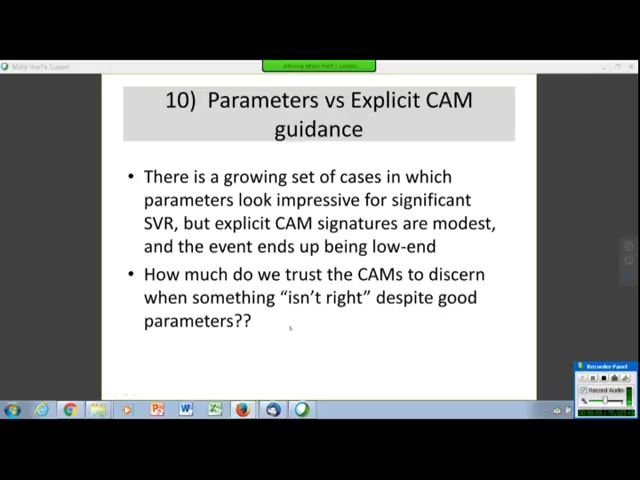 10) Parameters vs Explicit CAM
guidance
• There is a growing set of cases in which
parameters look impressive for significant
SVR, but explicit CAM signatures are modest,
and the event ends up being low-end
• How much do we trust the CAMs to discern
when something “isn’t right” despite good
parameters??
Recorder Panel
Record Audio